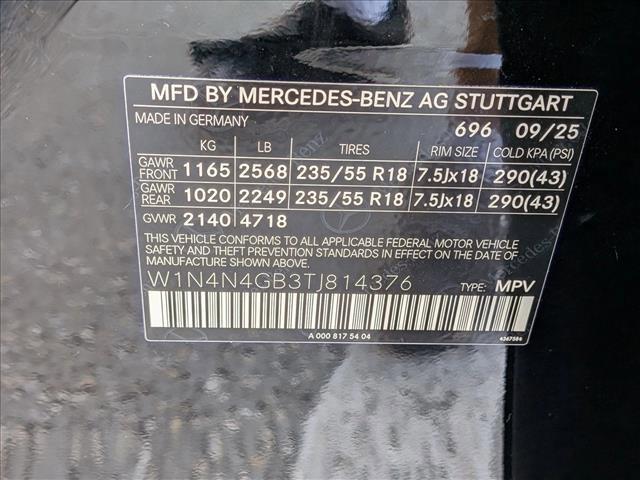 MFD BY MERCEDES-BENZ AG STUTTGART
MADE IN GERMANY 696 09/25
KG LB TIRES RIM SIZE COLD KPA (PSI)
GAWR FRONT 1165 2568 235/55 R18 7.5Jx18 290(43)
GAWR REAR 1020 2249 235/55 R18 7.5Jx18 290(43)
GVWR 2140 4718
THIS VEHICLE CONFORMS TO ALL APPLICABLE FEDERAL MOTOR VEHICLE
SAFETY AND THEFT PREVENTION STANDARDS IN EFFECT ON THE DATE
OF MANUFACTURE SHOWN ABOVE.
W1N4N4GB3TJ814376 TYPE: MPV
A 000 817 54 04